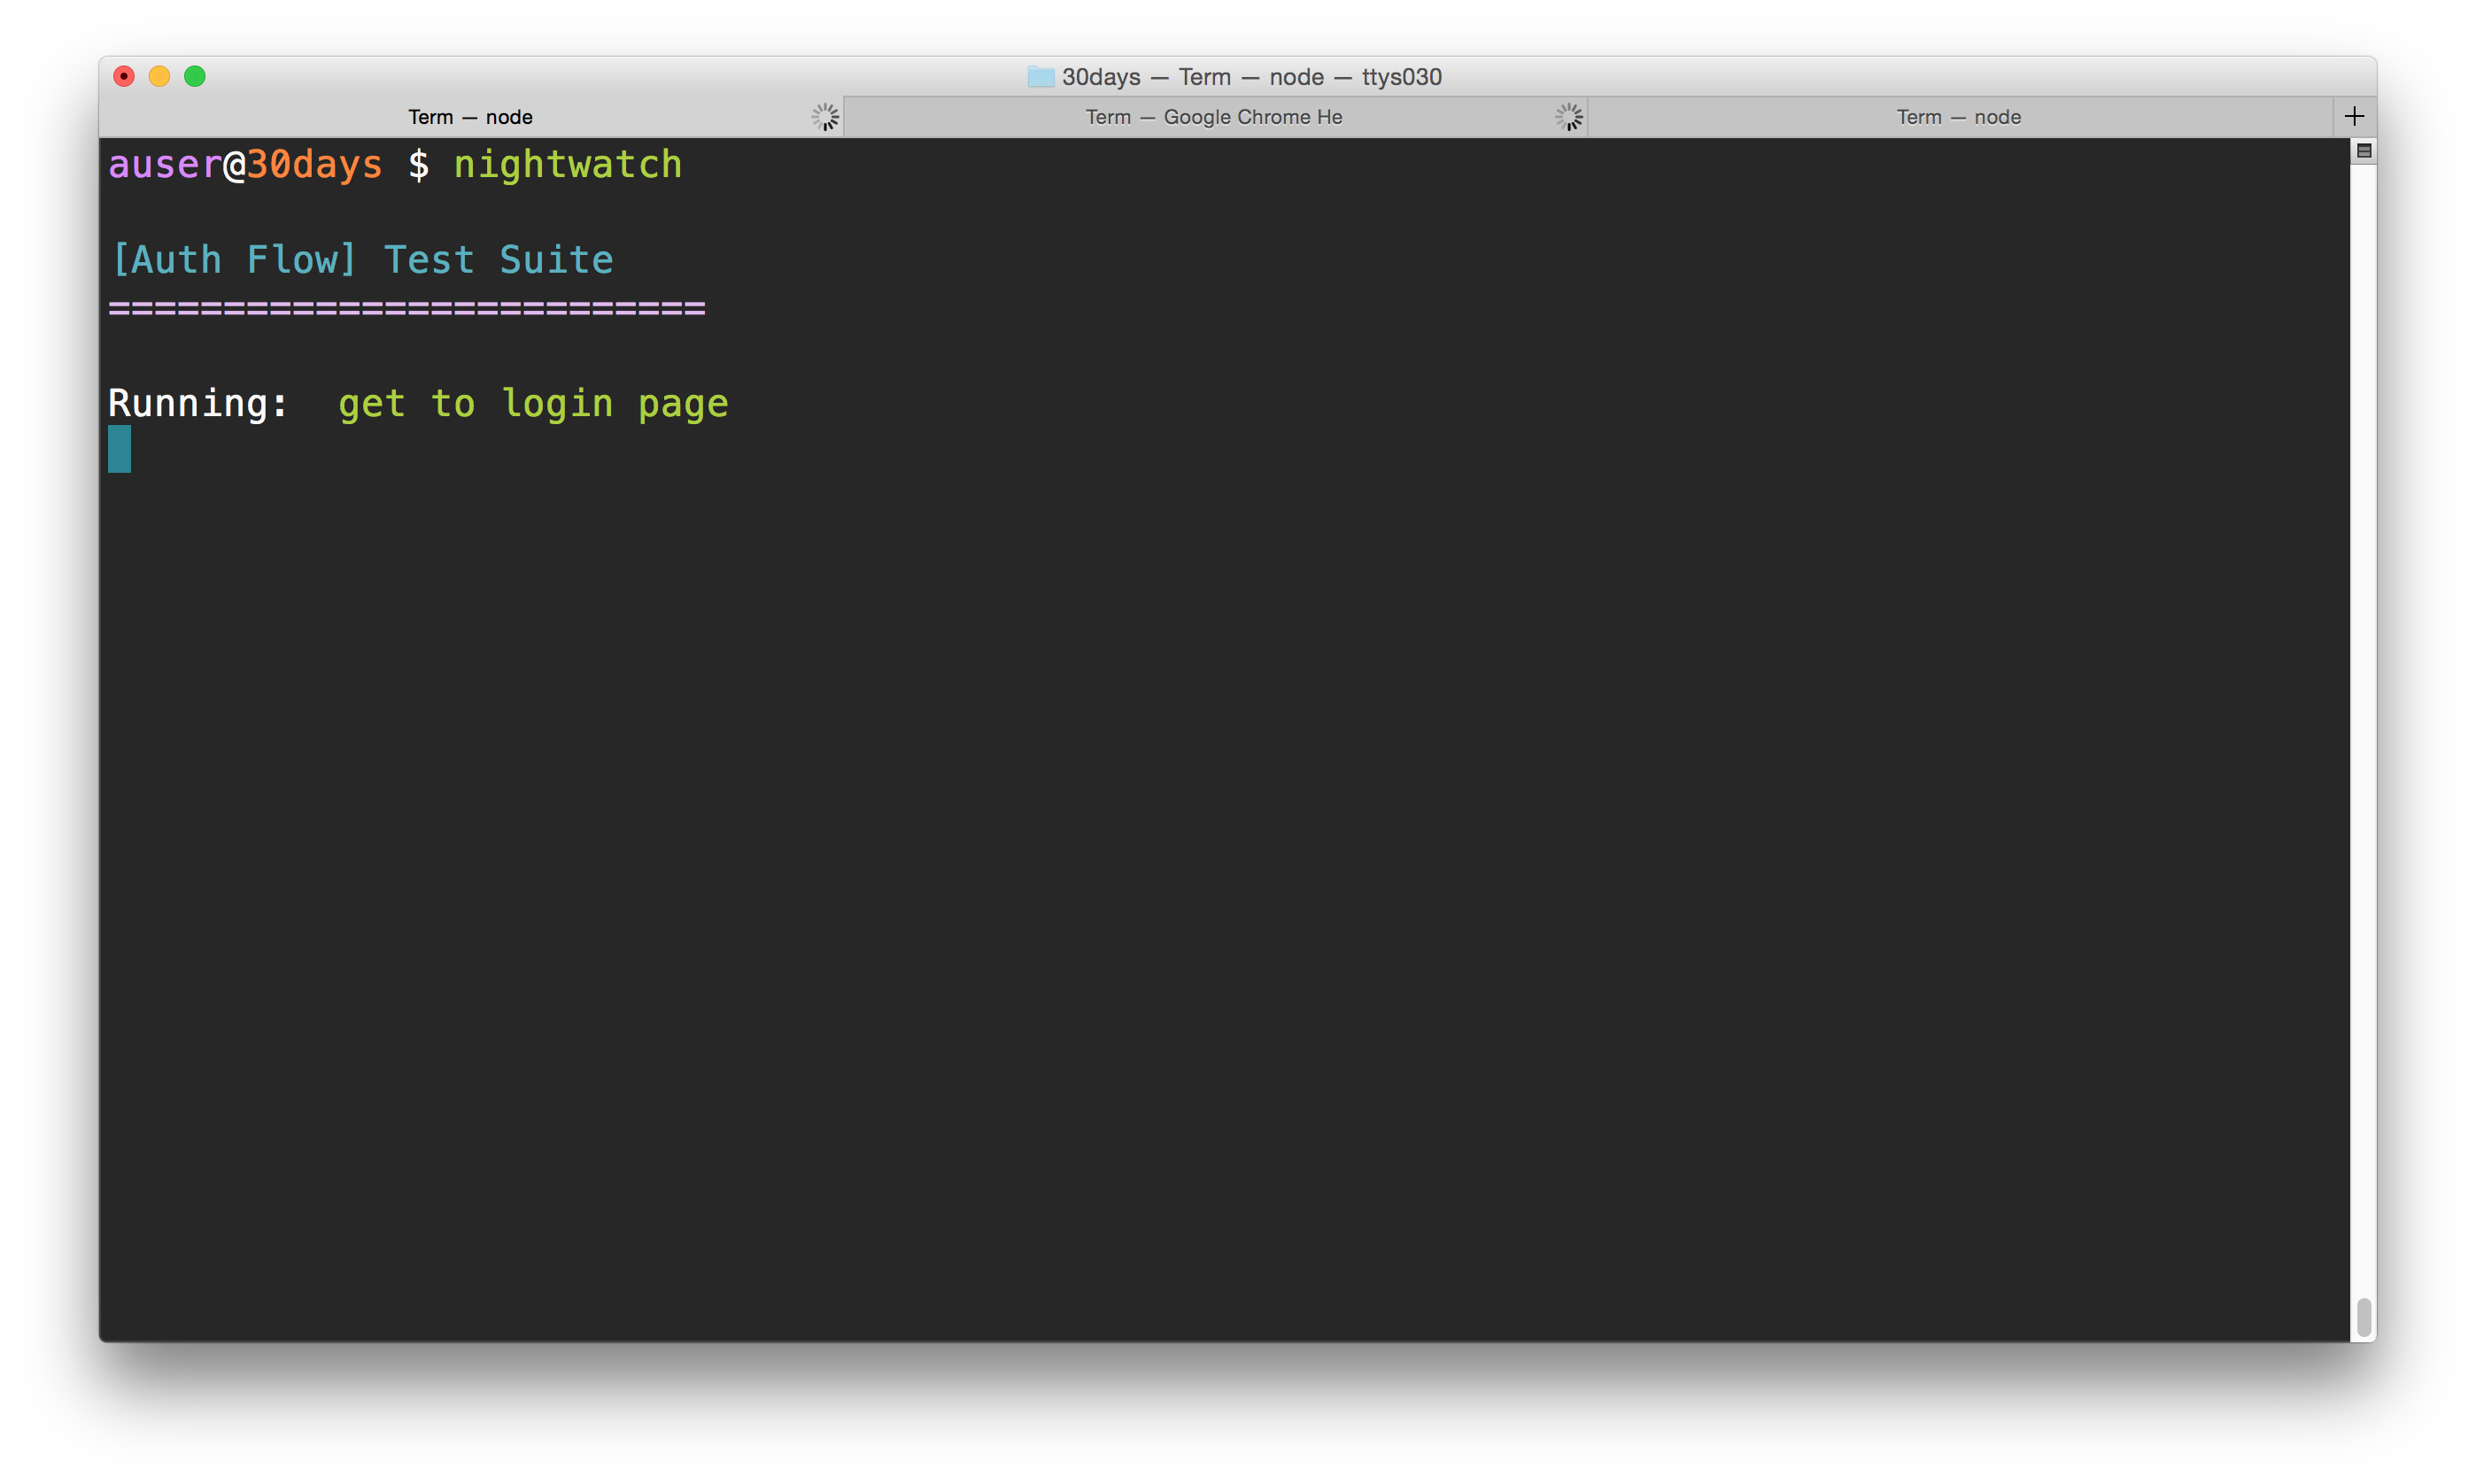 30days — Term — node — ttys030
Term — node
Term — Google Chrome He
Term — node
+
auser@30days $ nightwatch
[Auth Flow] Test Suite
==========================
Running:  get to login page